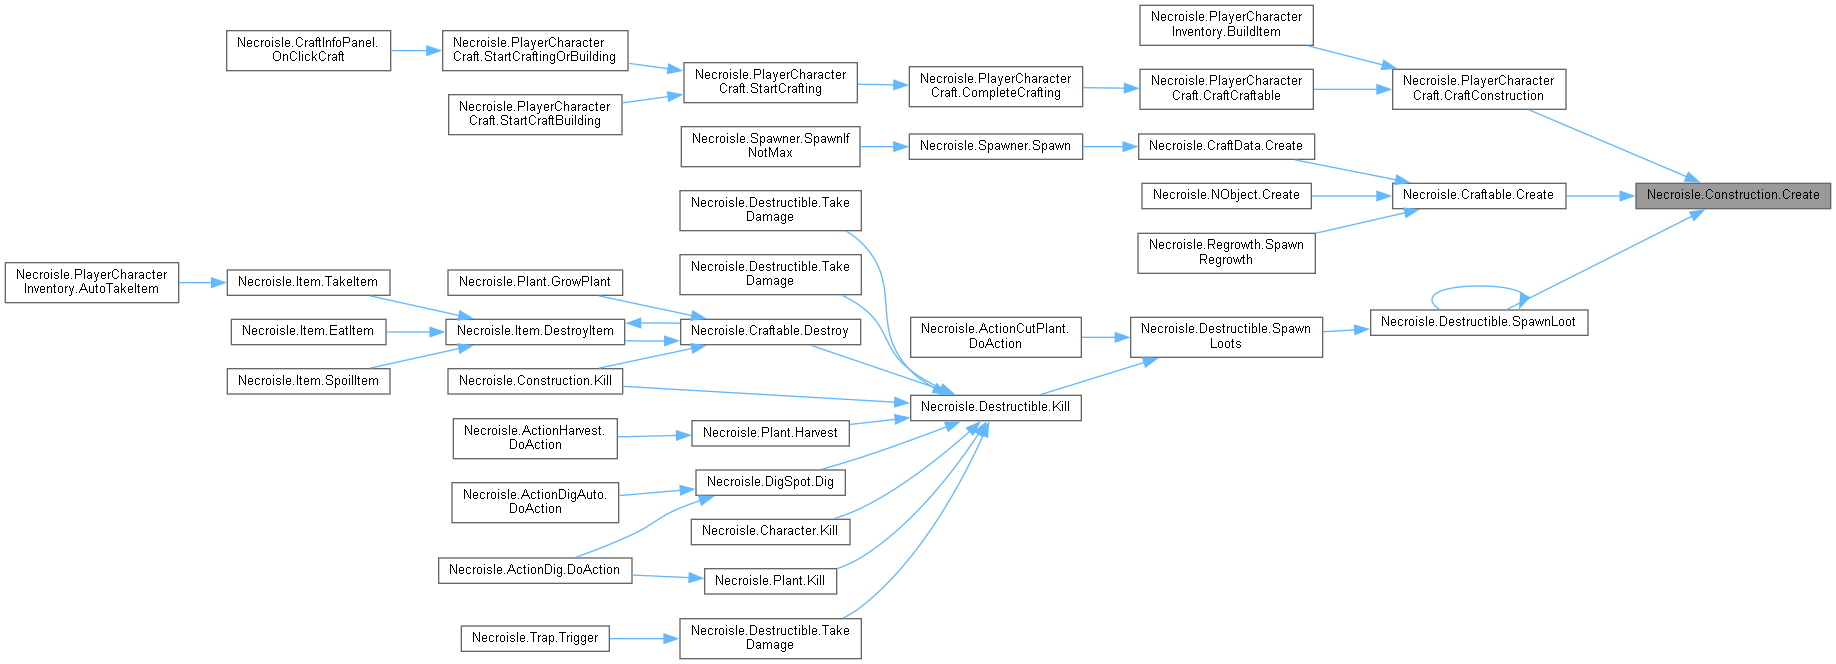 Necroisle.PlayerCharacter
Inventory.BuildItem
Necroisle.CraftInfoPanel.
OnClickCraft
Necroisle.PlayerCharacter
Craft.StartCraftingOrBuilding
Necroisle.PlayerCharacter
Craft.StartCrafting
Necroisle.PlayerCharacter
Craft.CompleteCrafting
Necroisle.PlayerCharacter
Craft.CraftCraftable
Necroisle.PlayerCharacter
Craft.CraftConstruction
Necroisle.PlayerCharacter
Craft.StartCraftBuilding
Necroisle.Spawner.SpawnIf
NotMax
Necroisle.Spawner.Spawn
Necroisle.CraftData.Create
Necroisle.NObject.Create
Necroisle.Craftable.Create
Necroisle.Construction.Create
Necroisle.Destructible.Take
Damage
Necroisle.Regrowth.Spawn
Regrowth
Necroisle.Destructible.Take
Damage
Necroisle.PlayerCharacter
Inventory.AutoTakeItem
Necroisle.Item.TakeItem
Necroisle.Plant.GrowPlant
Necroisle.Item.EatItem
Necroisle.Item.DestroyItem
Necroisle.Craftable.Destroy
Necroisle.ActionCutPlant.
DoAction
Necroisle.Destructible.Spawn
Loots
Necroisle.Destructible.SpawnLoot
Necroisle.Item.SpoilItem
Necroisle.Construction.Kill
Necroisle.Destructible.Kill
Necroisle.ActionHarvest.
DoAction
Necroisle.Plant.Harvest
Necroisle.ActionDigAuto.
DoAction
Necroisle.DigSpot.Dig
Necroisle.Character.Kill
Necroisle.ActionDig.DoAction
Necroisle.Plant.Kill
Necroisle.Trap.Trigger
Necroisle.Destructible.Take
Damage